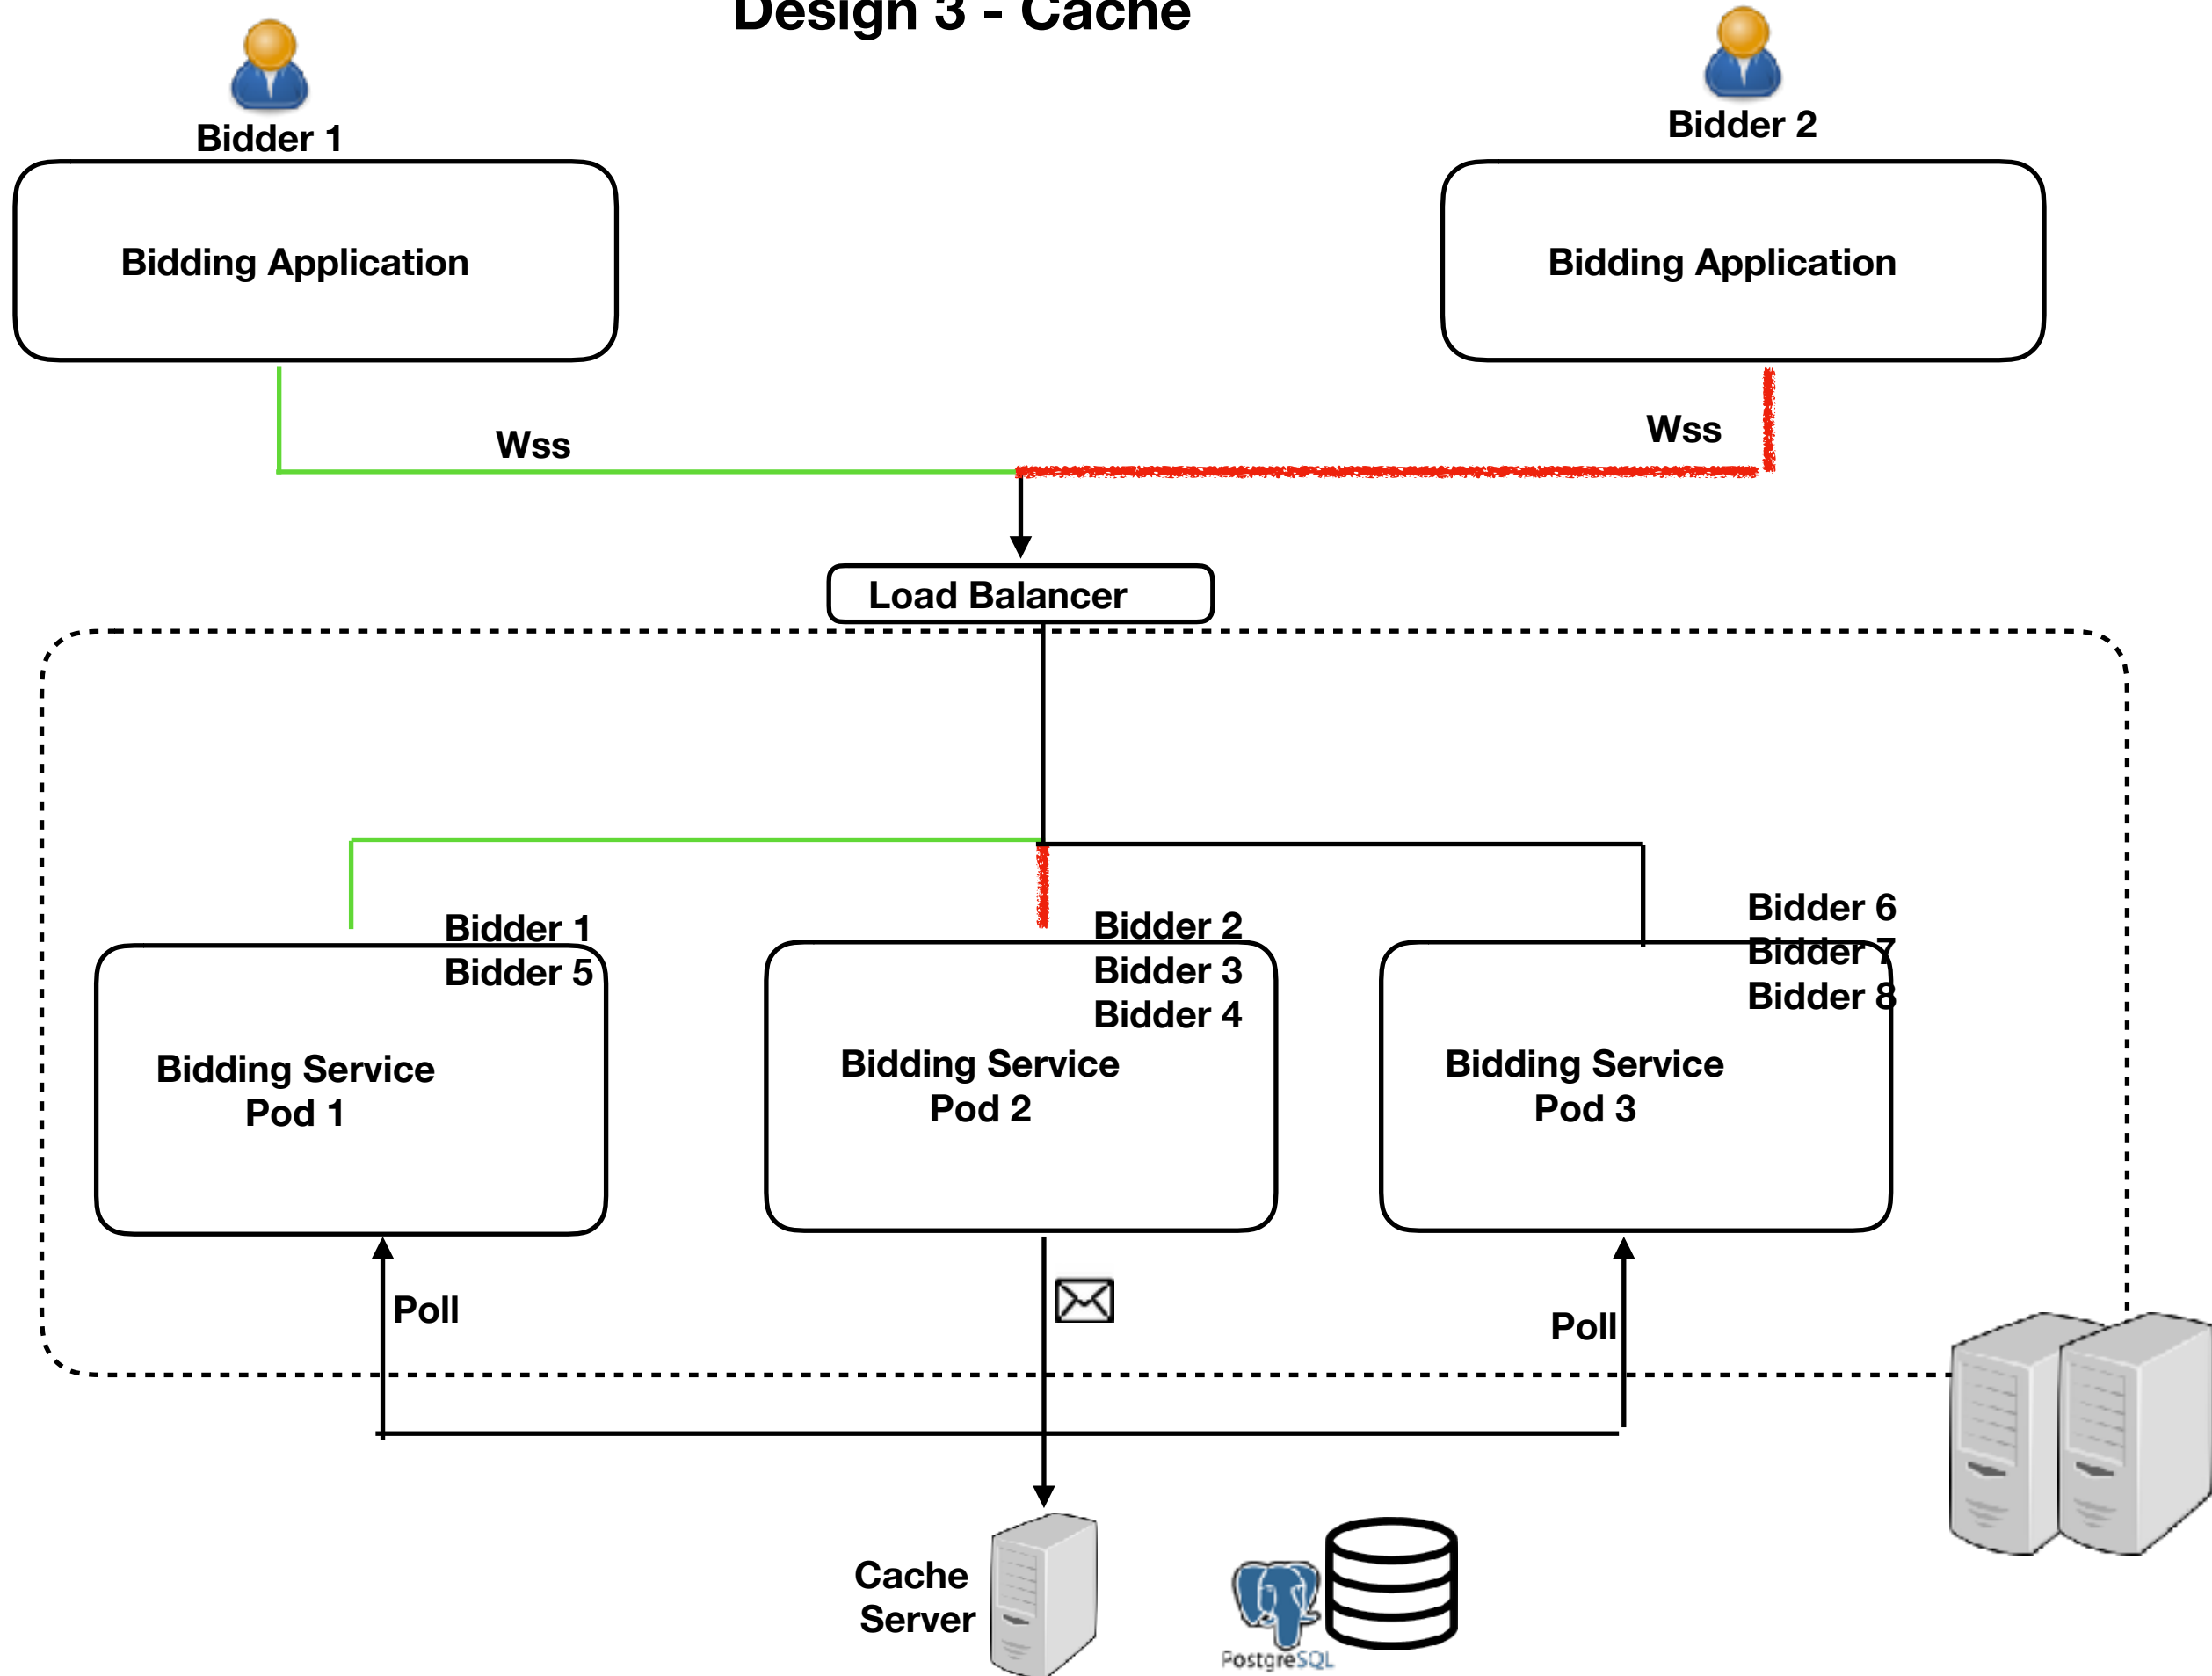 Design 3 - Cache
Bidder 1
Bidder 2
Bidding Application
Bidding Application
Wss
Wss
Load Balancer
Bidder 1
Bidder 5
Bidder 2
Bidder 3
Bidder 4
Bidder 6
Bidder 7
Bidder 8
Bidding Service
Pod 1
Bidding Service
Pod 2
Bidding Service
Pod 3
Poll
Poll
Cache
Server
PostgreSQL